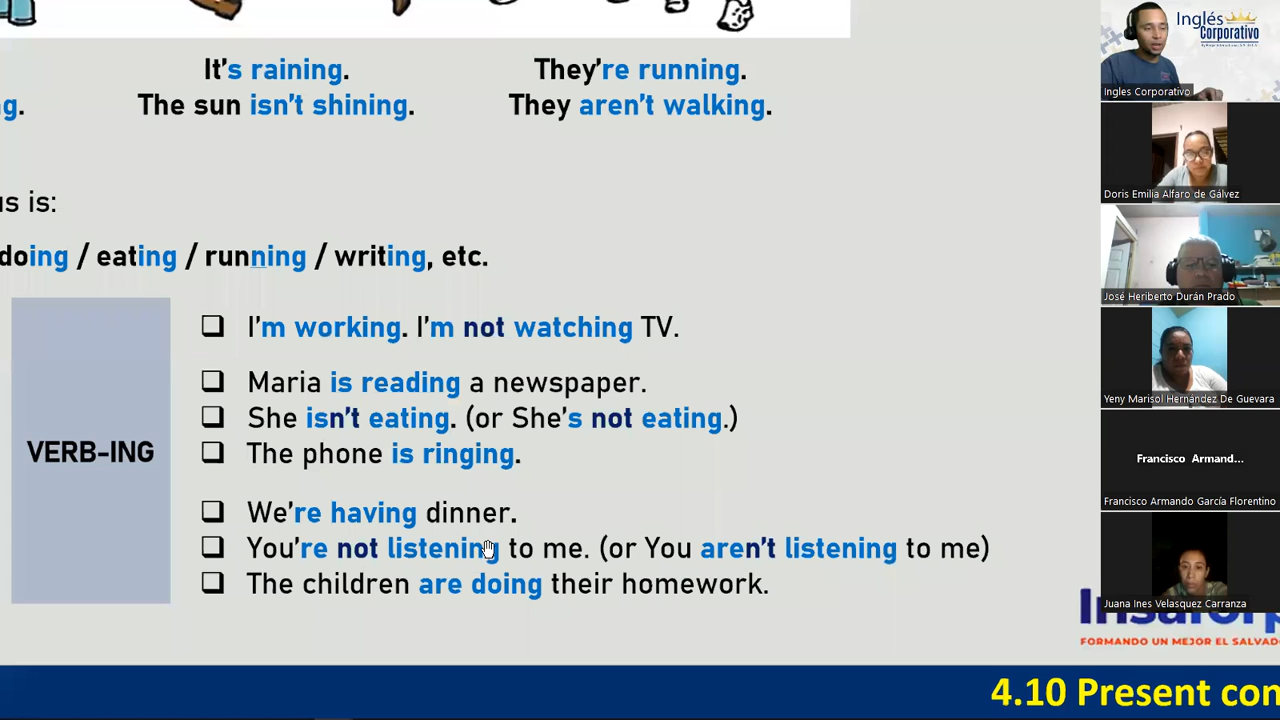 It's raining.
They're running.
g.
The sun isn't shining.
They aren't walking.
us is:
doing / eating / running / writing, etc.
VERB-ING
I'm working. I'm not watching TV.
Maria is reading a newspaper.
She isn't eating. (or She's not eating.)
The phone is ringing.
We're having dinner.
You're not listening to me. (or You aren't listening to me)
The children are doing their homework.
FORMANDO UN MEJOR EL SALVADO
4.10 Present con
Inglés
Corporativo
Ingles Corporativo
Doris Emilia Alfaro de Gálvez
José Heriberto Durán Prado
Yeny Marisol Hernández De Guevara
Francisco Armand...
Francisco Armando García Florentino
Juana Ines Velasquez Carranza